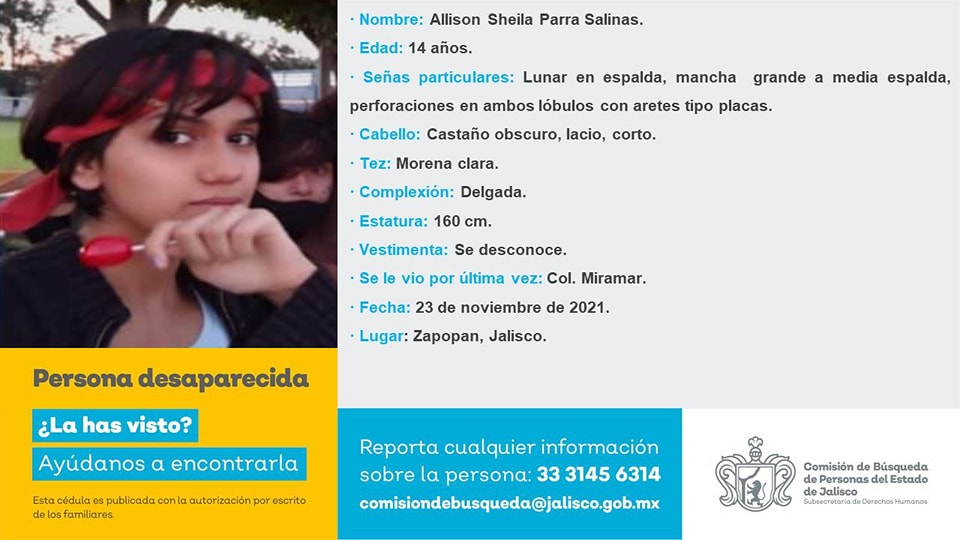 · Nombre: Allison Sheila Parra Salinas.
· Edad: 14 años.
· Señas particulares: Lunar en espalda, mancha grande a media espalda,
perforaciones en ambos lóbulos con aretes tipo placas.
· Cabello: Castaño obscuro, lacio, corto.
· Tez: Morena clara.
· Complexión: Delgada.
· Estatura: 160 cm.
· Vestimenta: Se desconoce.
· Se le vio por última vez: Col. Miramar.
· Fecha: 23 de noviembre de 2021.
· Lugar: Zapopan, Jalisco.
Persona desaparecida
¿La has visto?
Ayúdanos a encontrarla
Esta cédula es publicada con la autorización por escrito
de los familiares.
Reporta cualquier información
sobre la persona: 33 3145 6314
comisiondebusqueda@jalisco.gob.mx
Comisión de Búsqueda
de Personas del Estado
de Jalisco
Subsecretaría de Derechos Humanos